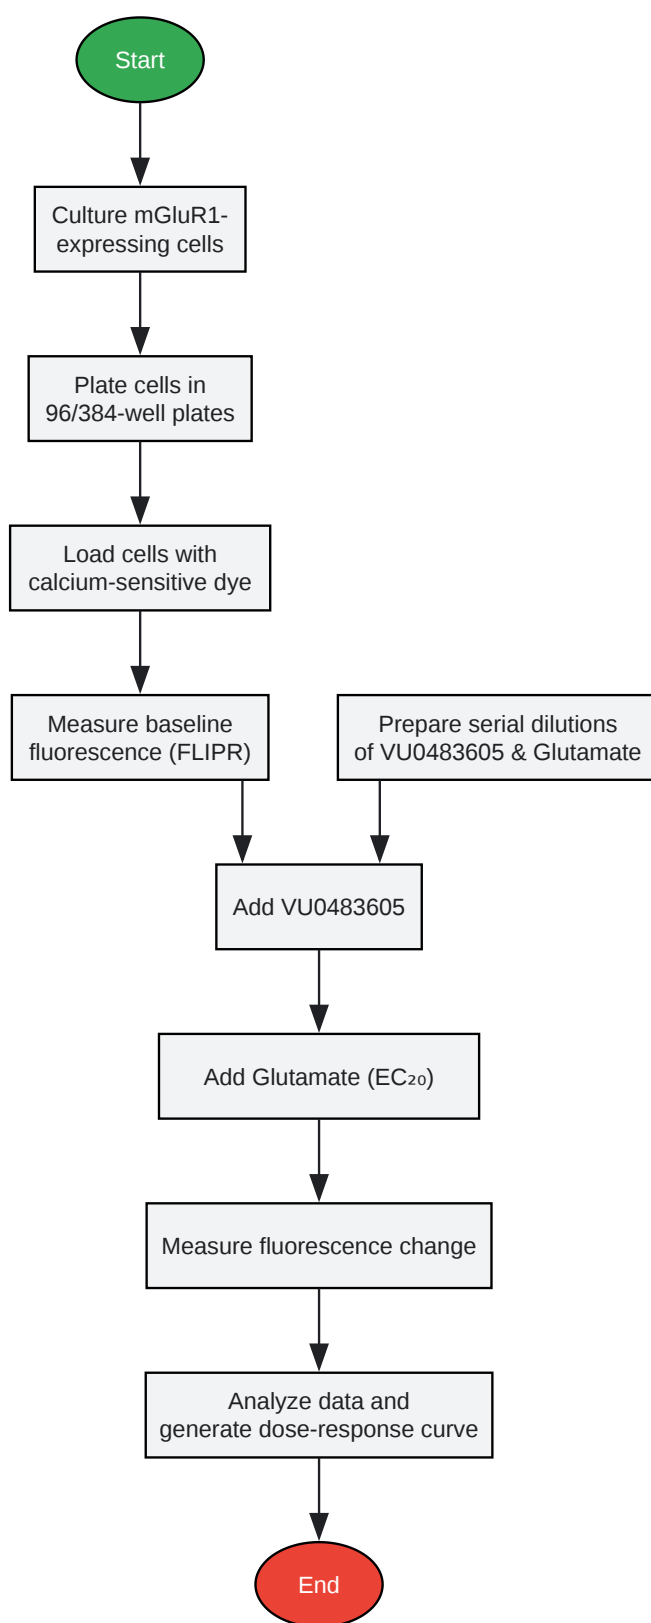 Start
Culture mGluR1-
expressing cells
Plate cells in
96/384-well plates
Load cells with
calcium-sensitive dye
Measure baseline
fluorescence (FLIPR)
Prepare serial dilutions
of VU0483605 & Glutamate
Add VU0483605
Add Glutamate (EC₂₀)
Measure fluorescence change
Analyze data and
generate dose-response curve
End